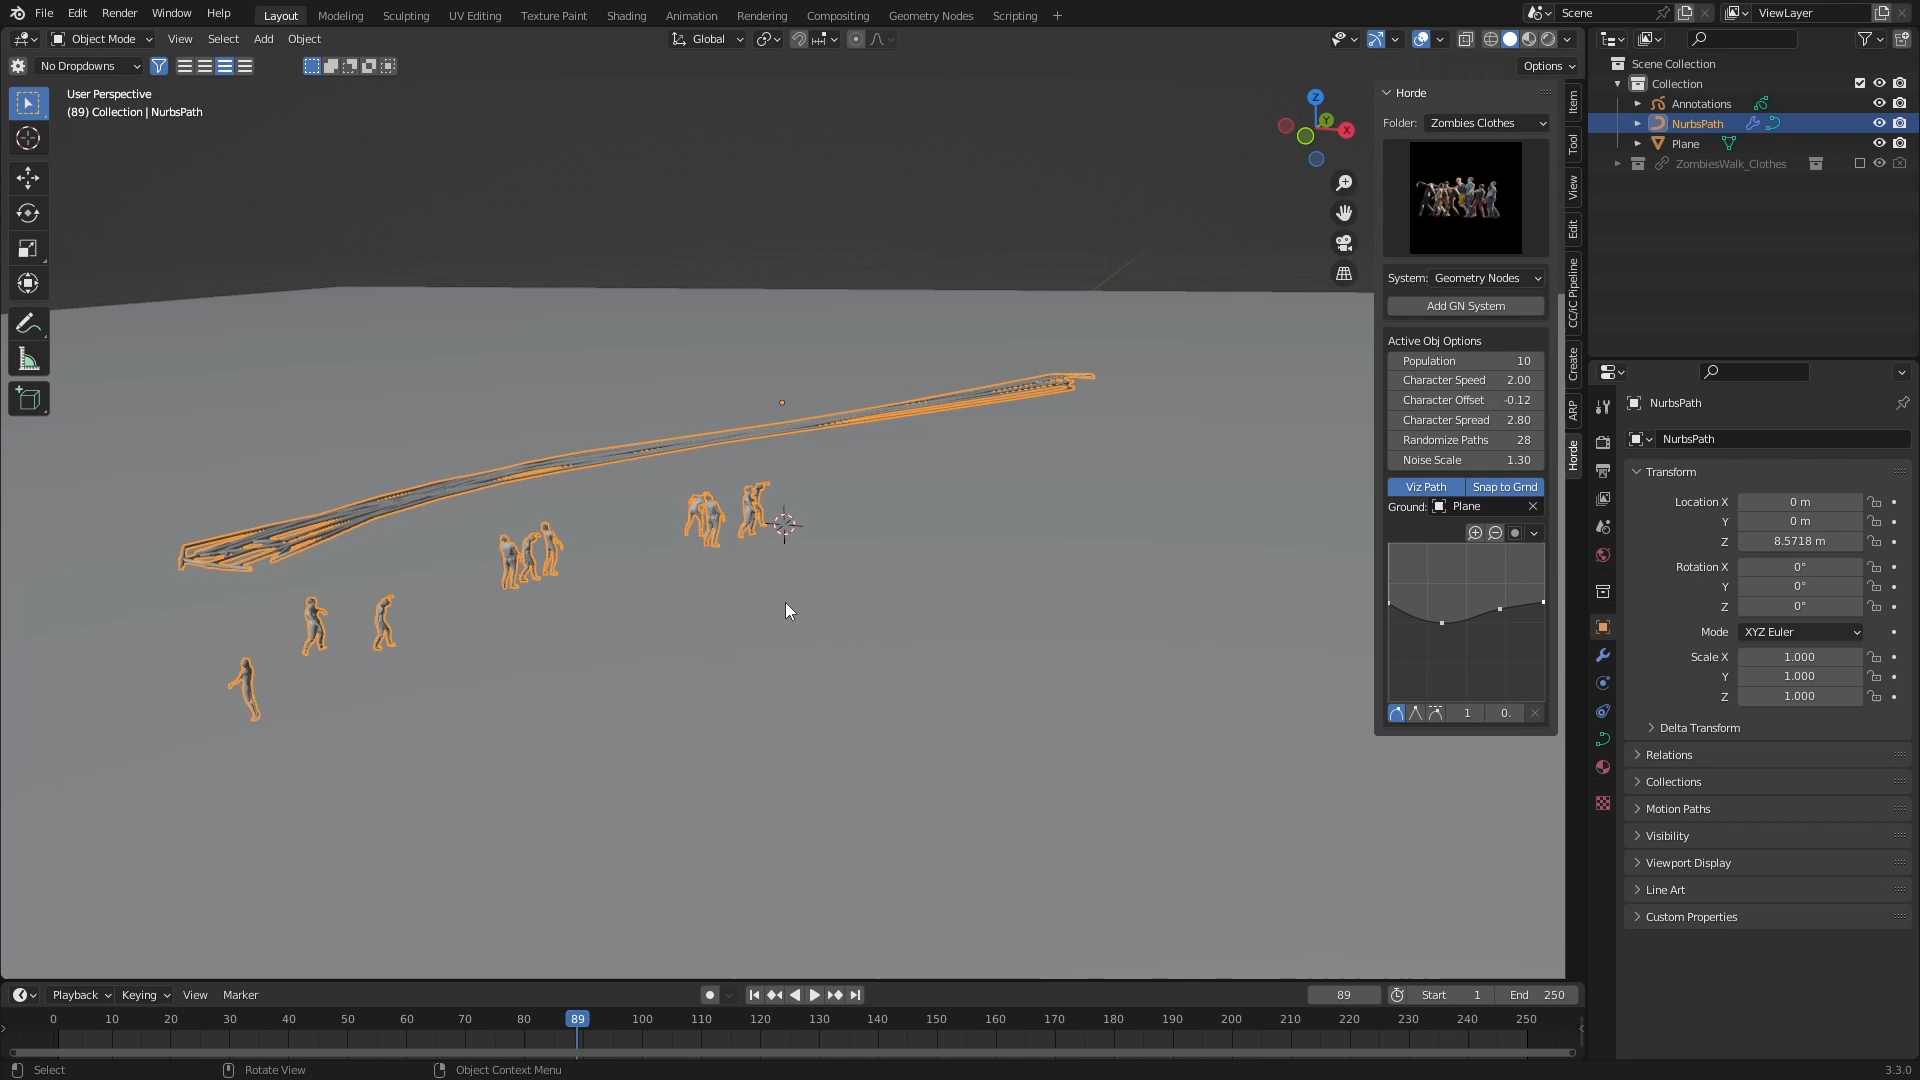 File Edit Render Window Help Layout Modeling Sculpting UV Editing Texture Paint Shading Animation Rendering Compositing Geometry Nodes Scripting + Scene ViewLayer
Object Mode View Select Add Object Global
No Dropdowns Options
User Perspective
(89) Collection | NurbsPath
Z
Y
X
Horde
Folder: Zombies Clothes
System: Geometry Nodes
Add GN System
Active Obj Options
Population 10
Character Speed 2.00
Character Offset -0.12
Character Spread 2.80
Randomize Paths 28
Noise Scale 1.30
Viz Path Snap to Grnd
Ground: Plane
1 0.
Item
Tool
View
Edit
CC/iC Pipeline
Create
ARP
Horde
Scene Collection
Collection
Annotations
NurbsPath
Plane
ZombiesWalk_Clothes
NurbsPath
NurbsPath
Transform
Location X 0 m
Y 0 m
Z 8.5718 m
Rotation X 0°
Y 0°
Z 0°
Mode XYZ Euler
Scale X 1.000
Y 1.000
Z 1.000
Delta Transform
Relations
Collections
Motion Paths
Visibility
Viewport Display
Line Art
Custom Properties
Playback Keying View Marker 89 Start 1 End 250
0 10 20 30 40 50 60 70 80 89 100 110 120 130 140 150 160 170 180 190 200 210 220 230 240 250
Select Rotate View Object Context Menu 3.3.0